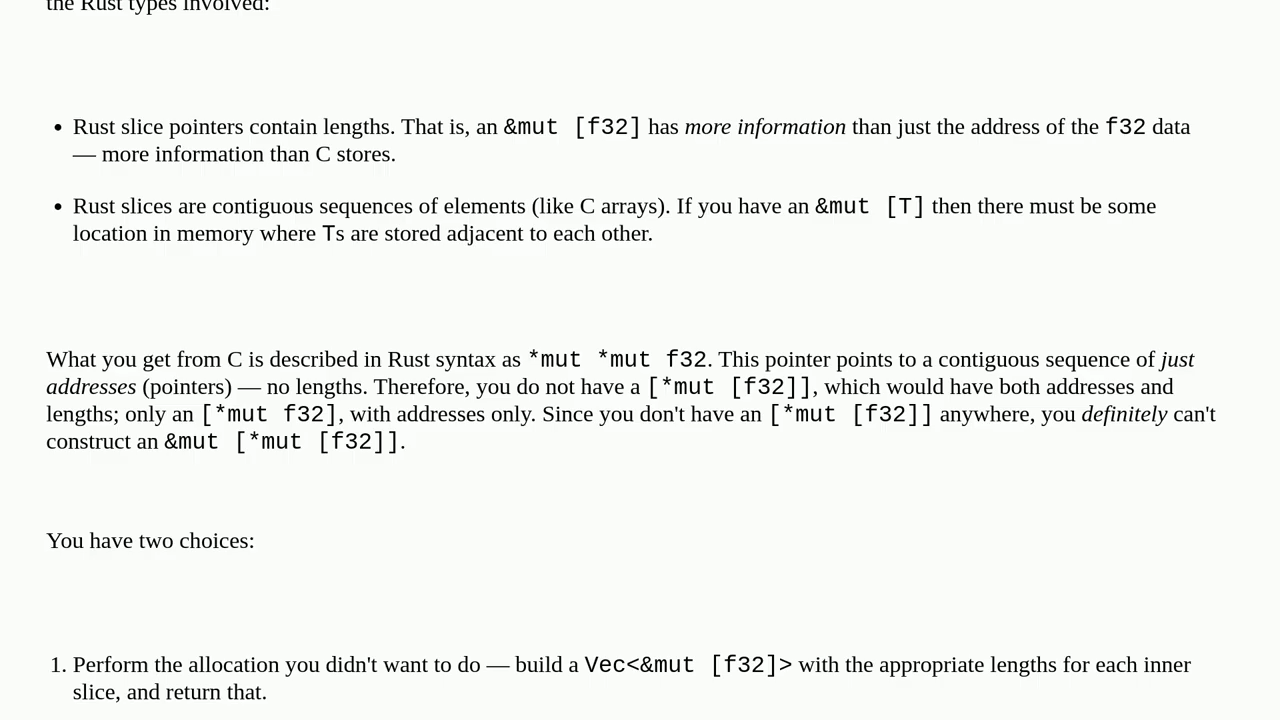 the Rust types involved:
• Rust slice pointers contain lengths. That is, an &mut [f32] has more information than just the address of the f32 data
— more information than C stores.
• Rust slices are contiguous sequences of elements (like C arrays). If you have an &mut [T] then there must be some
location in memory where Ts are stored adjacent to each other.
What you get from C is described in Rust syntax as *mut *mut f32. This pointer points to a contiguous sequence of just
addresses (pointers) — no lengths. Therefore, you do not have a [*mut [f32]], which would have both addresses and
lengths; only an [*mut f32], with addresses only. Since you don't have an [*mut [f32]] anywhere, you definitely can't
construct an &mut [*mut [f32]].
You have two choices:
1. Perform the allocation you didn't want to do — build a Vec<&mut [f32]> with the appropriate lengths for each inner
slice, and return that.